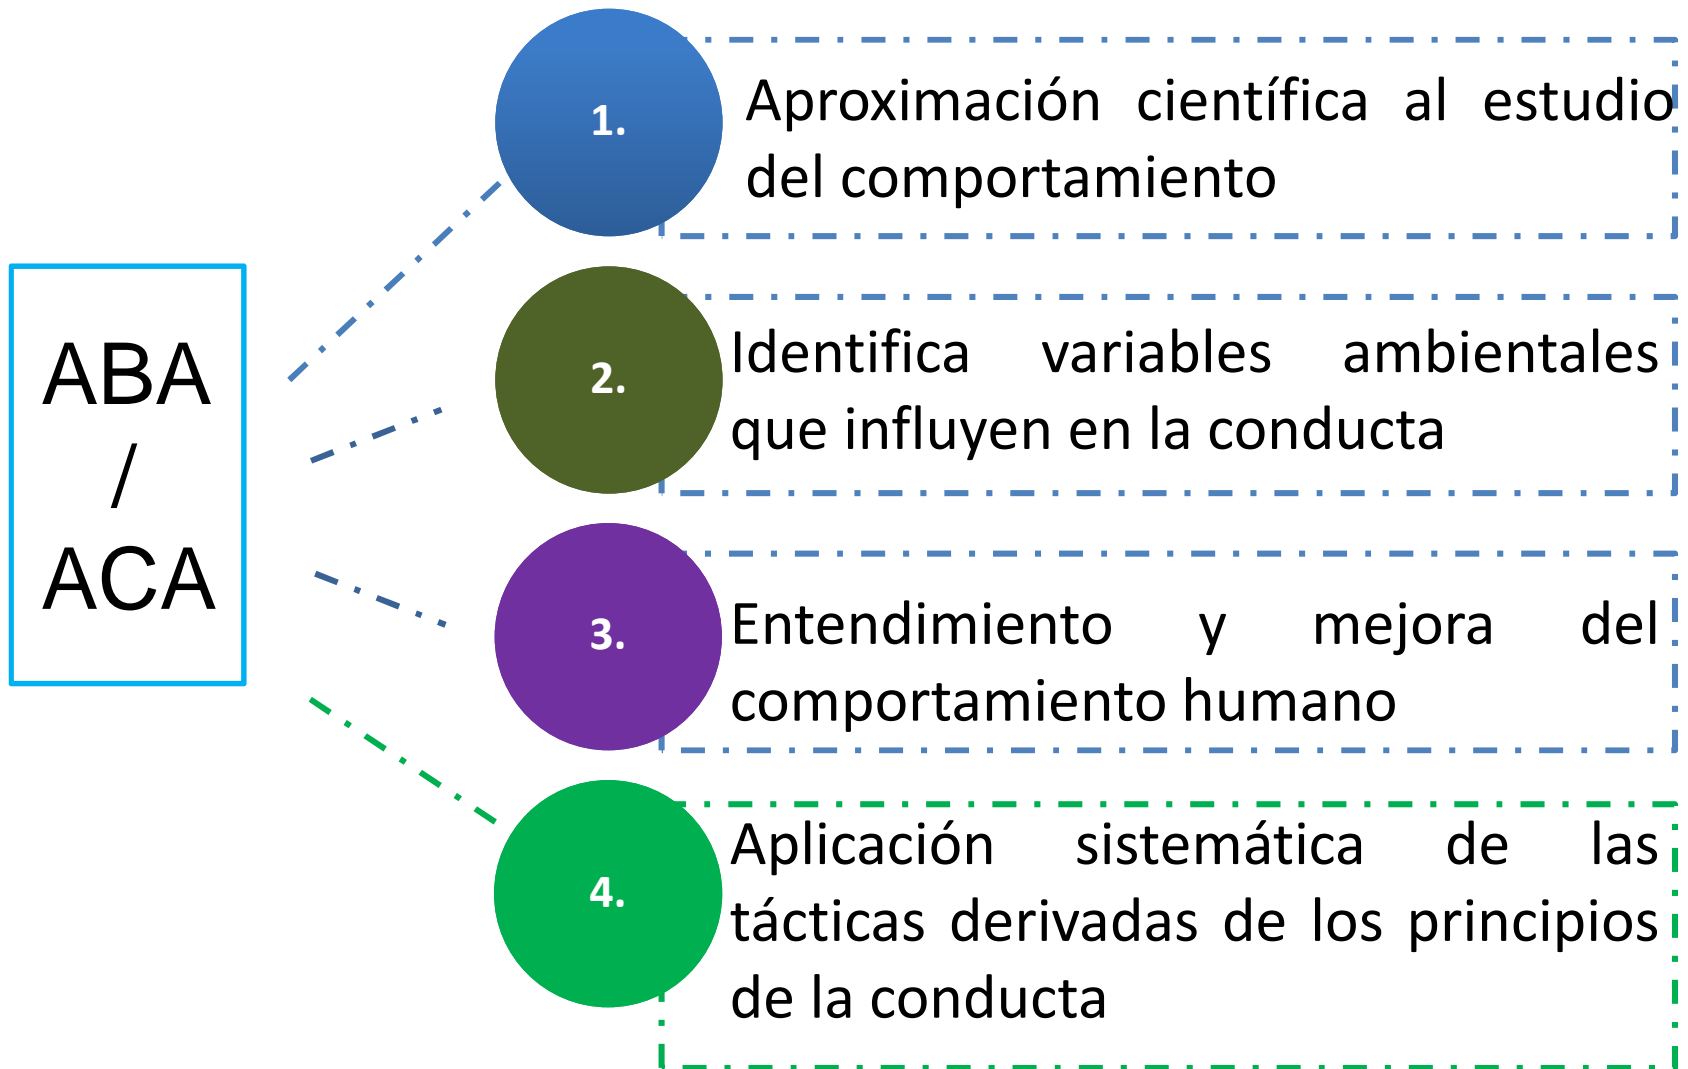 ABA
/
ACA
1.
Aproximación científica al estudio
del comportamiento
2.
Identifica variables ambientales
que influyen en la conducta
3.
Entendimiento y mejora del
comportamiento humano
4.
Aplicación sistemática de las
tácticas derivadas de los principios
de la conducta